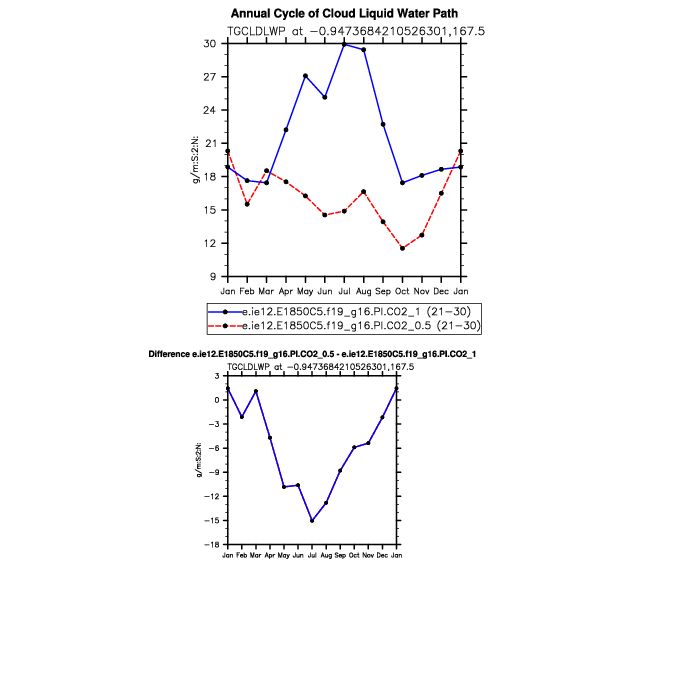 Annual Cycle of Cloud Liquid Water Path
TGCLDLWP at −0.9473684210526301,167.5
30
27
24
21
18
15
12
9
g/m:S:2:N:
Jan Feb Mar Apr May Jun Jul Aug Sep Oct Nov Dec Jan
e.ie12.E1850C5.f19_g16.PI.CO2_1 (21−30)
e.ie12.E1850C5.f19_g16.PI.CO2_0.5 (21−30)
Difference e.ie12.E1850C5.f19_g16.PI.CO2_0.5 - e.ie12.E1850C5.f19_g16.PI.CO2_1
TGCLDLWP at −0.9473684210526301,167.5
3
0
−3
−6
−9
−12
−15
−18
g/m:S:2:N:
Jan Feb Mar Apr May Jun Jul Aug Sep Oct Nov Dec Jan